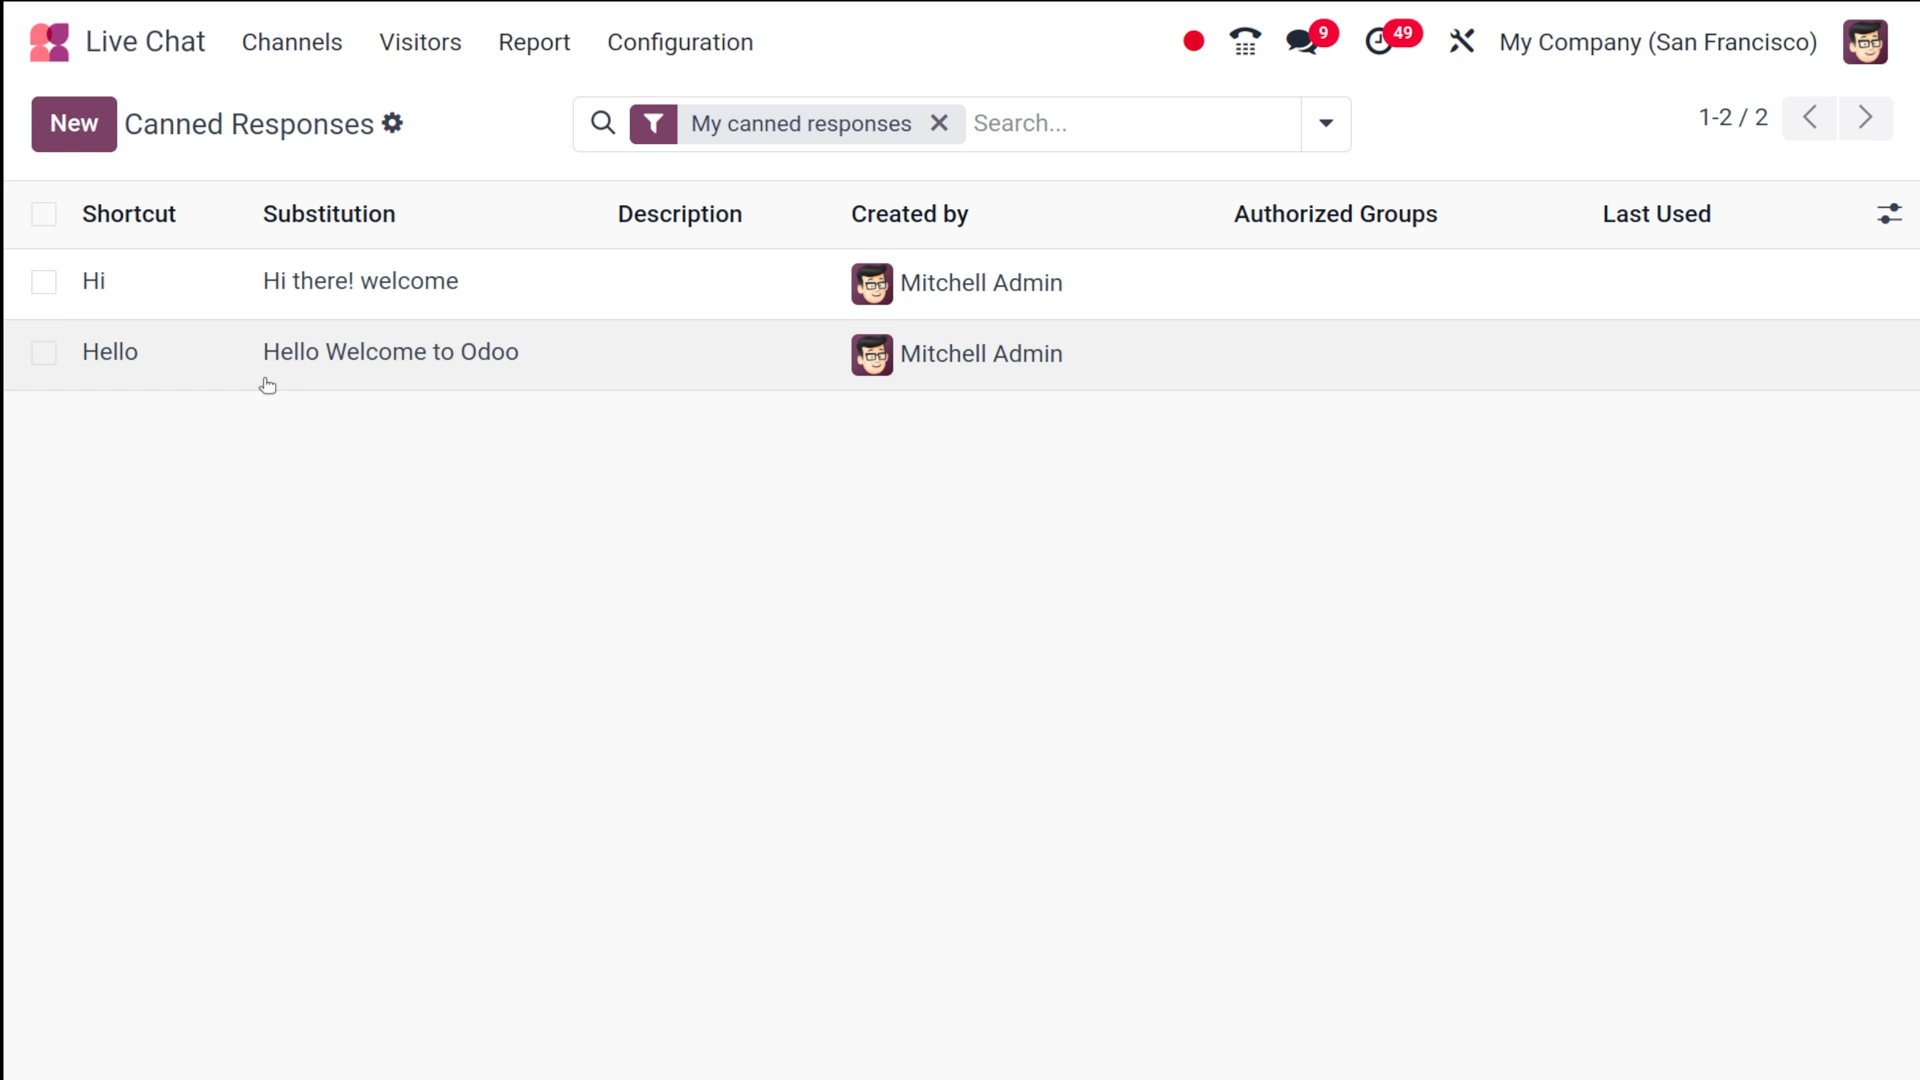 Live Chat Channels Visitors Report Configuration 9 49 My Company (San Francisco)
New Canned Responses My canned responses Search... 1-2 / 2
Shortcut Substitution Description Created by Authorized Groups Last Used
Hi Hi there! welcome Mitchell Admin
Hello Hello Welcome to Odoo Mitchell Admin